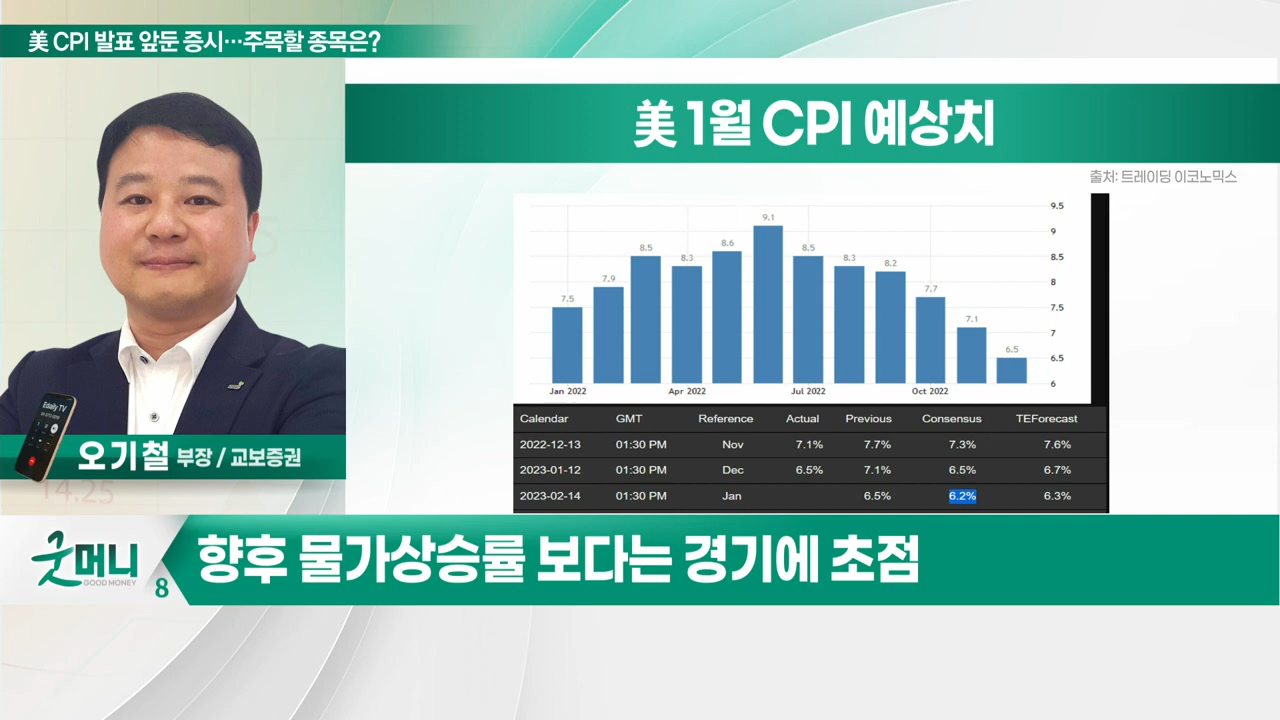 美 CPI 발표 앞둔 증시…주목할 종목은?
美 1월 CPI 예상치
출처: 트레이딩 이코노믹스
9.5
9
8.5
8
7.5
7
6.5
6
7.5
7.9
8.5
8.3
8.6
9.1
8.5
8.3
8.2
7.7
7.1
6.5
Jan 2022 Apr 2022 Jul 2022 Oct 2022
Calendar GMT Reference Actual Previous Consensus TEForecast
2022-12-13 01:30 PM Nov 7.1% 7.7% 7.3% 7.6%
2023-01-12 01:30 PM Dec 6.5% 7.1% 6.5% 6.7%
2023-02-14 01:30 PM Jan 6.5% 6.2% 6.3%
Edaily TV
오기철 부장 / 교보증권
14.25
굿머니
GOOD MONEY
8
향후 물가상승률 보다는 경기에 초점